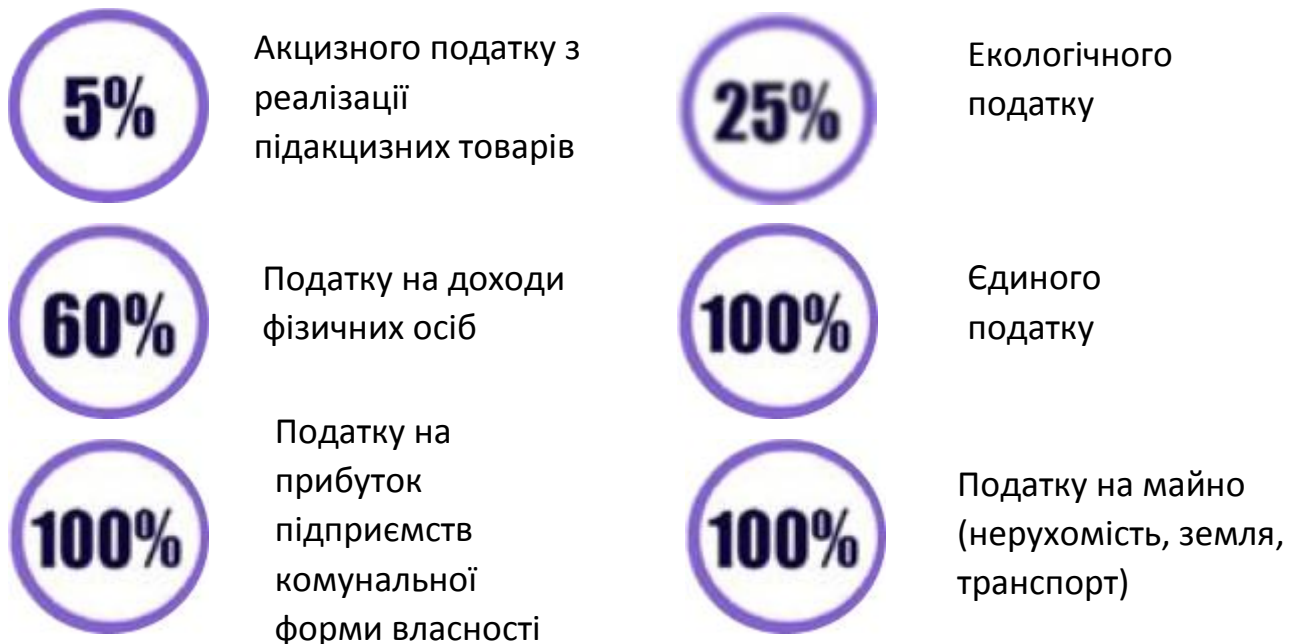 5%
Акцизного податку з
реалізації
підакцизних товарів
25%
Екологічного
податку
60%
Податку на доходи
фізичних осіб
100%
Єдиного
податку
100%
Податку на
прибуток
підприємств
комунальної
форми власності
100%
Податку на майно
(нерухомість, земля,
транспорт)